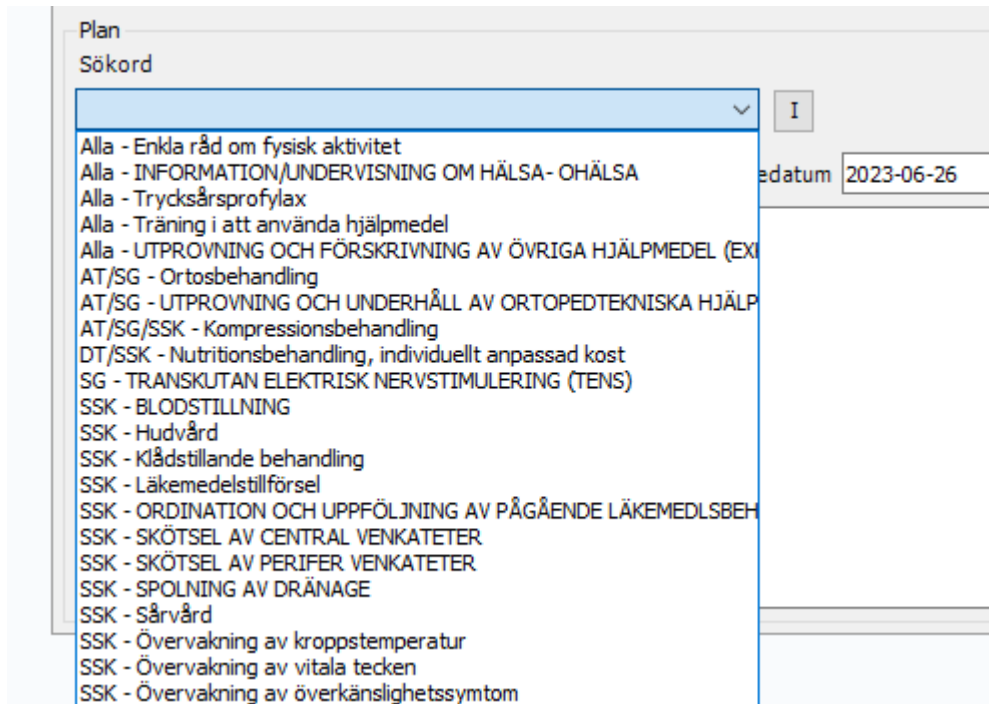 Plan
Sökord
I
Alla - Enkla råd om fysisk aktivitet
Alla - INFORMATION/UNDERVISNING OM HÄLSA- OHÄLSA
edatum 2023-06-26
Alla - Trycksårsprofylax
Alla - Träning i att använda hjälpmedel
Alla - UTPROVNING OCH FÖRSKRIVNING AV ÖVRIGA HJÄLPMEDEL (EXK
AT/SG - Ortosbehandling
AT/SG - UTPROVNING OCH UNDERHÅLL AV ORTOPEDTEKNISKA HJÄLP
AT/SG/SSK - Kompressionsbehandling
DT/SSK - Nutritionsbehandling, individuellt anpassad kost
SG - TRANSKUTAN ELEKTRISK NERVSTIMULERING (TENS)
SSK - BLODSTILLNING
SSK - Hudvård
SSK - Klådstillande behandling
SSK - Läkemedelstillförsel
SSK - ORDINATION OCH UPPFÖLJNING AV PÅGÅENDE LÄKEMEDLSBEH
SSK - SKÖTSEL AV CENTRAL VENKATETER
SSK - SKÖTSEL AV PERIFER VENKATETER
SSK - SPOLNING AV DRÄNAGE
SSK - Sårvård
SSK - Övervakning av kroppstemperatur
SSK - Övervakning av vitala tecken
SSK - Övervakning av överkänslighetssymtom